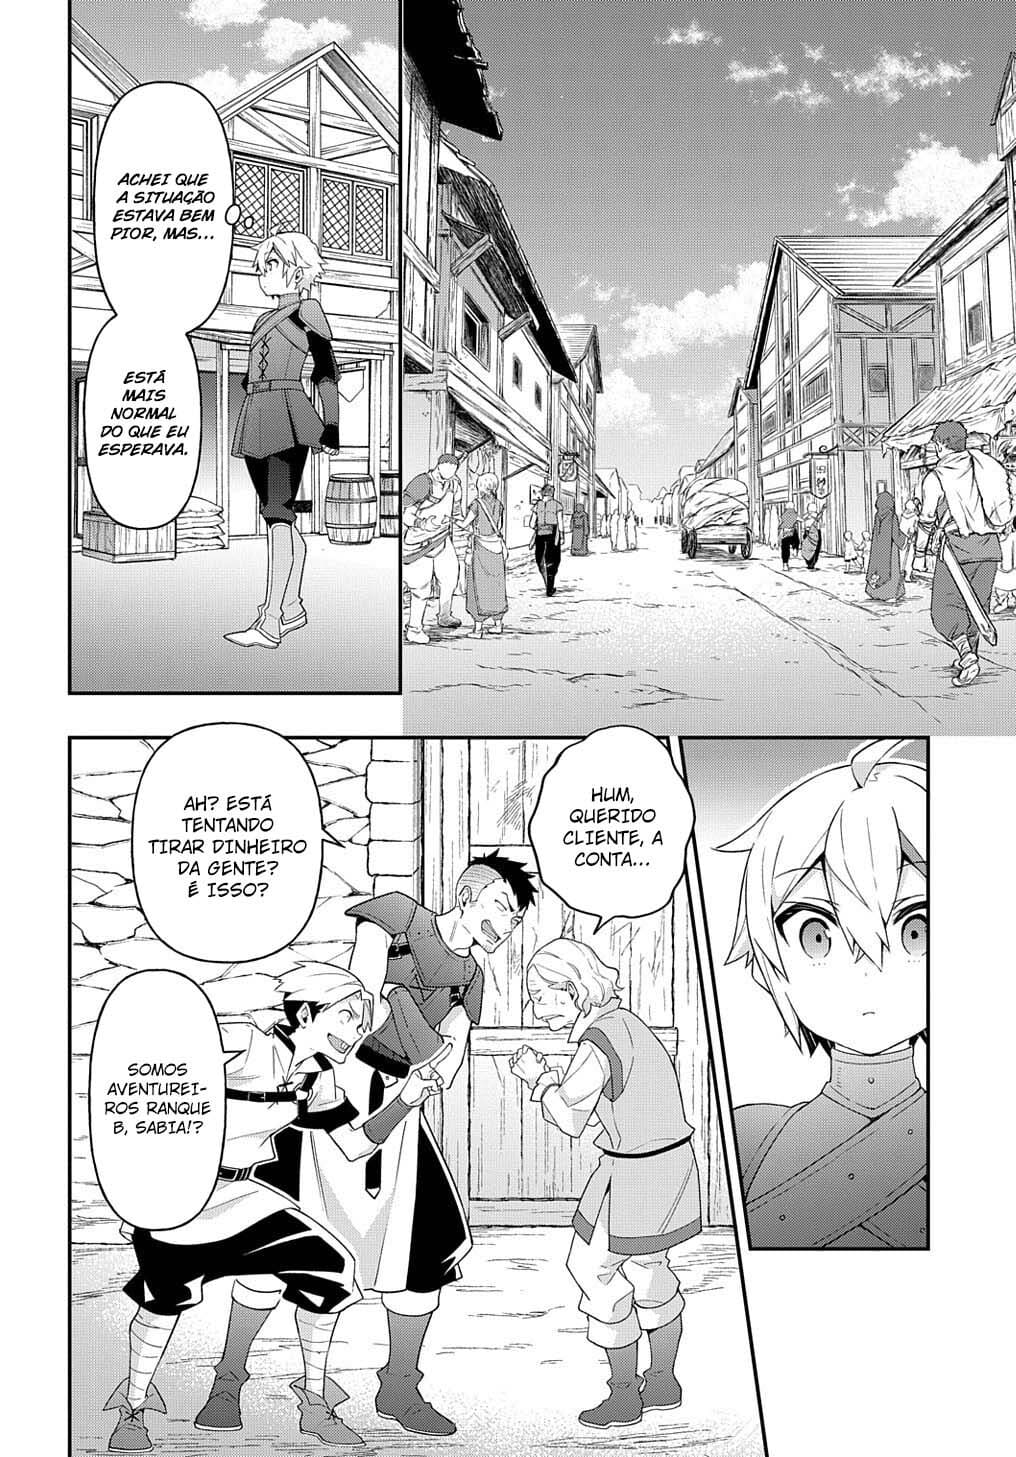 ACHEI QUE
A SITUAÇÃO
ESTAVA BEM
PIOR, MAS...
ESTÁ
MAIS
NORMAL
DO QUE EU
ESPERAVA.
HUM,
QUERIDO
CLIENTE, A
CONTA...
AH? ESTÁ
TENTANDO
TIRAR DINHEIRO
DA GENTE?
É ISSO?
SOMOS
AVENTUREI-
ROS RANQUE
B, SABIA!?